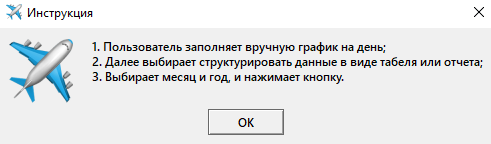 Инструкция
1. Пользователь заполняет вручную график на день;
2. Далее выбирает структурировать данные в виде табеля или отчета;
3. Выбирает месяц и год, и нажимает кнопку.
ОК